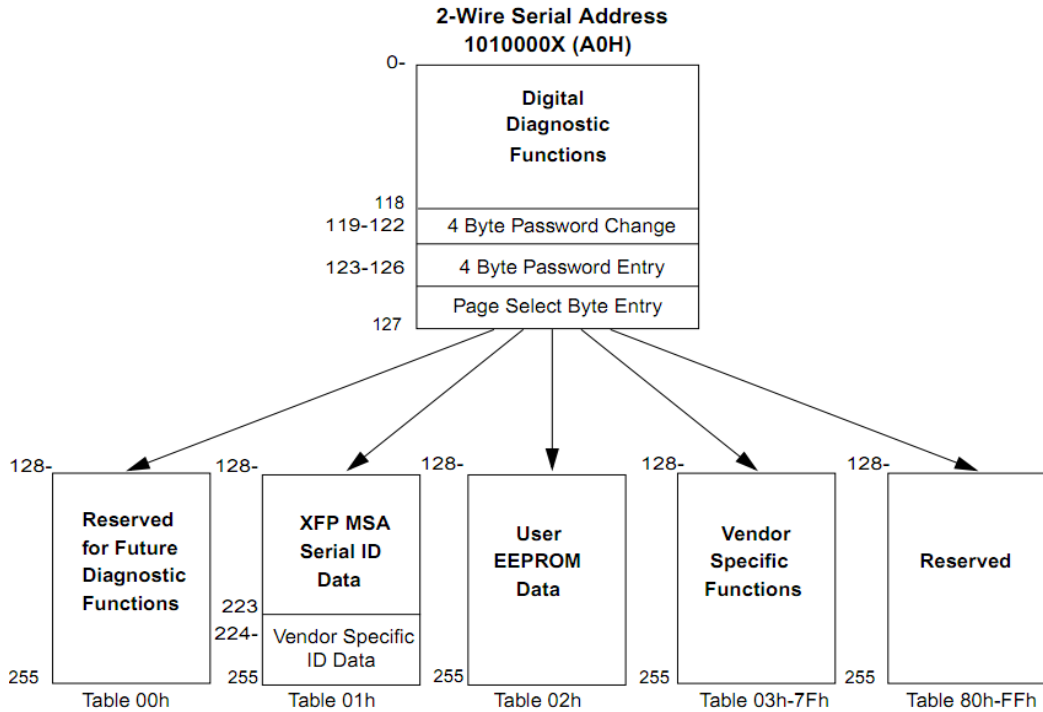 2-Wire Serial Address
1010000X (A0H)
0-
Digital
Diagnostic
Functions
118
119-122
4 Byte Password Change
123-126
4 Byte Password Entry
Page Select Byte Entry
127
128-
Reserved
for Future
Diagnostic
Functions
255
Table 00h
128-
XFP MSA
Serial ID
Data
223
224-
Vendor Specific
ID Data
255
Table 01h
128-
User
EEPROM
Data
255
Table 02h
128-
Vendor
Specific
Functions
255
Table 03h-7Fh
128-
Reserved
255
Table 80h-FFh